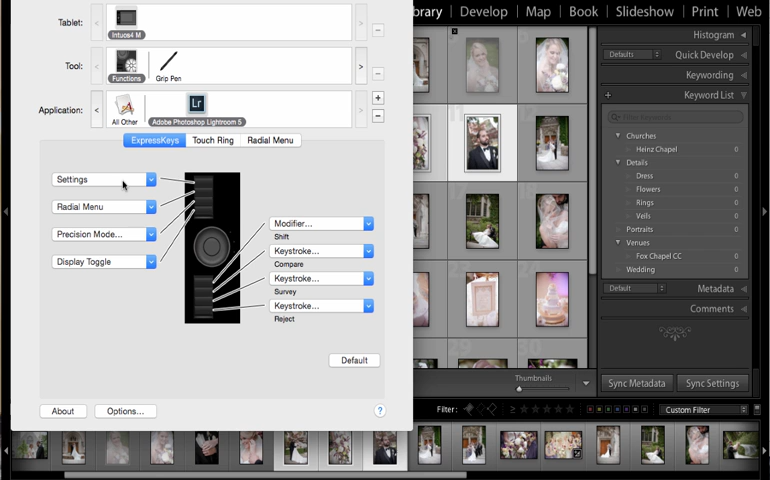 Tablet:
Intuos4 M
Tool:
Functions
Grip Pen
Application:
All Other
Lr
Adobe Photoshop Lightroom 5
ExpressKeys
Touch Ring
Radial Menu
Settings
Radial Menu
Precision Mode...
Display Toggle
Modifier...
Shift
Keystroke...
Compare
Keystroke...
Survey
Keystroke...
Reject
Default
About
Options...
?
brary
Develop
Map
Book
Slideshow
Print
Web
Histogram
Defaults
Quick Develop
Keywording
Keyword List
Filter Keywords
Churches
Heinz Chapel 0
Details
Dress 0
Flowers 0
Rings 0
Veils 0
Portraits 0
Venues
Fox Chapel CC 0
Wedding 0
Default
Metadata
Comments
Thumbnails
Sync Metadata
Sync Settings
Filter :
Custom Filter